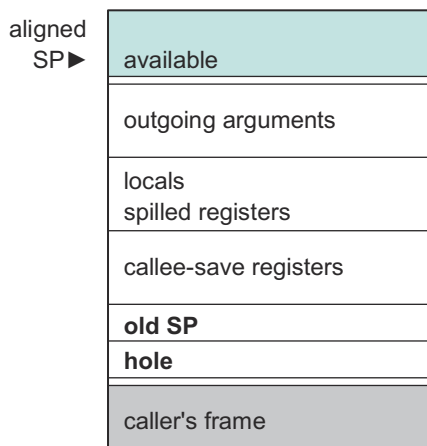 aligned
SP►
available
outgoing arguments
locals
spilled registers
callee-save registers
old SP
hole
caller's frame